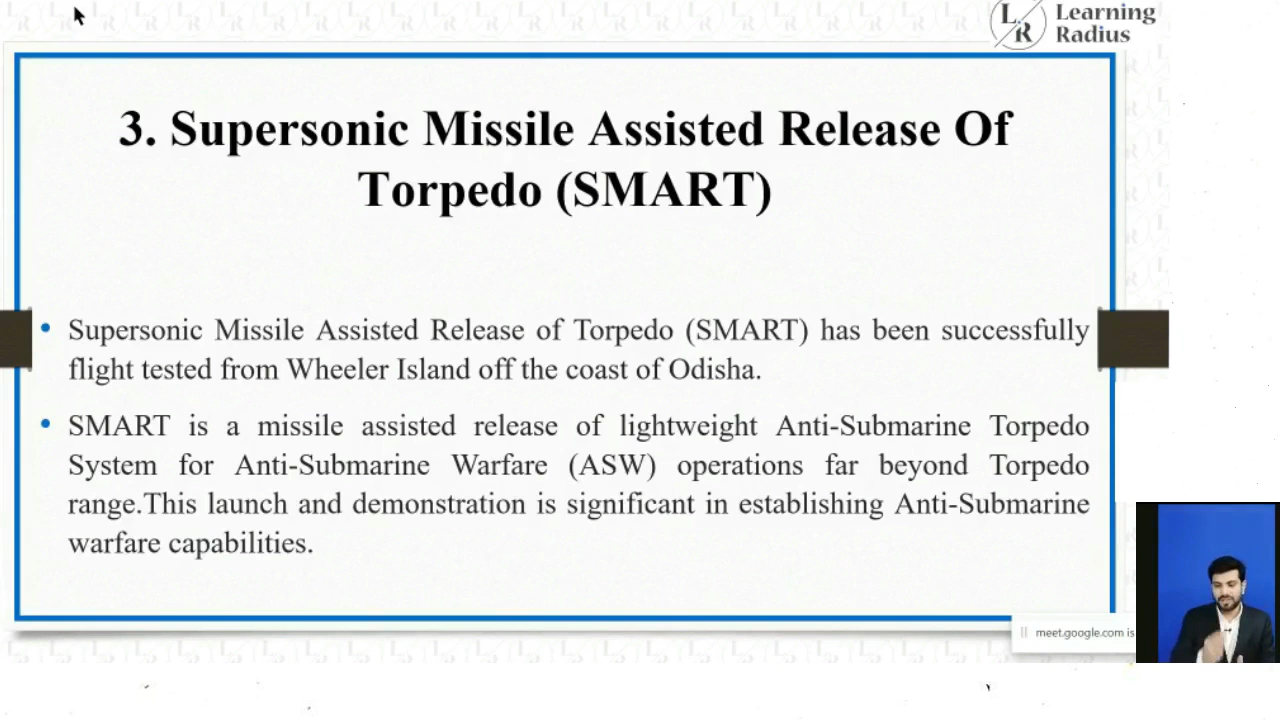 L
R
Learning
Radius
3. Supersonic Missile Assisted Release Of
Torpedo (SMART)
• Supersonic Missile Assisted Release of Torpedo (SMART) has been successfully
flight tested from Wheeler Island off the coast of Odisha.
• SMART is a missile assisted release of lightweight Anti-Submarine Torpedo
System for Anti-Submarine Warfare (ASW) operations far beyond Torpedo
range.This launch and demonstration is significant in establishing Anti-Submarine
warfare capabilities.
meet.google.com is